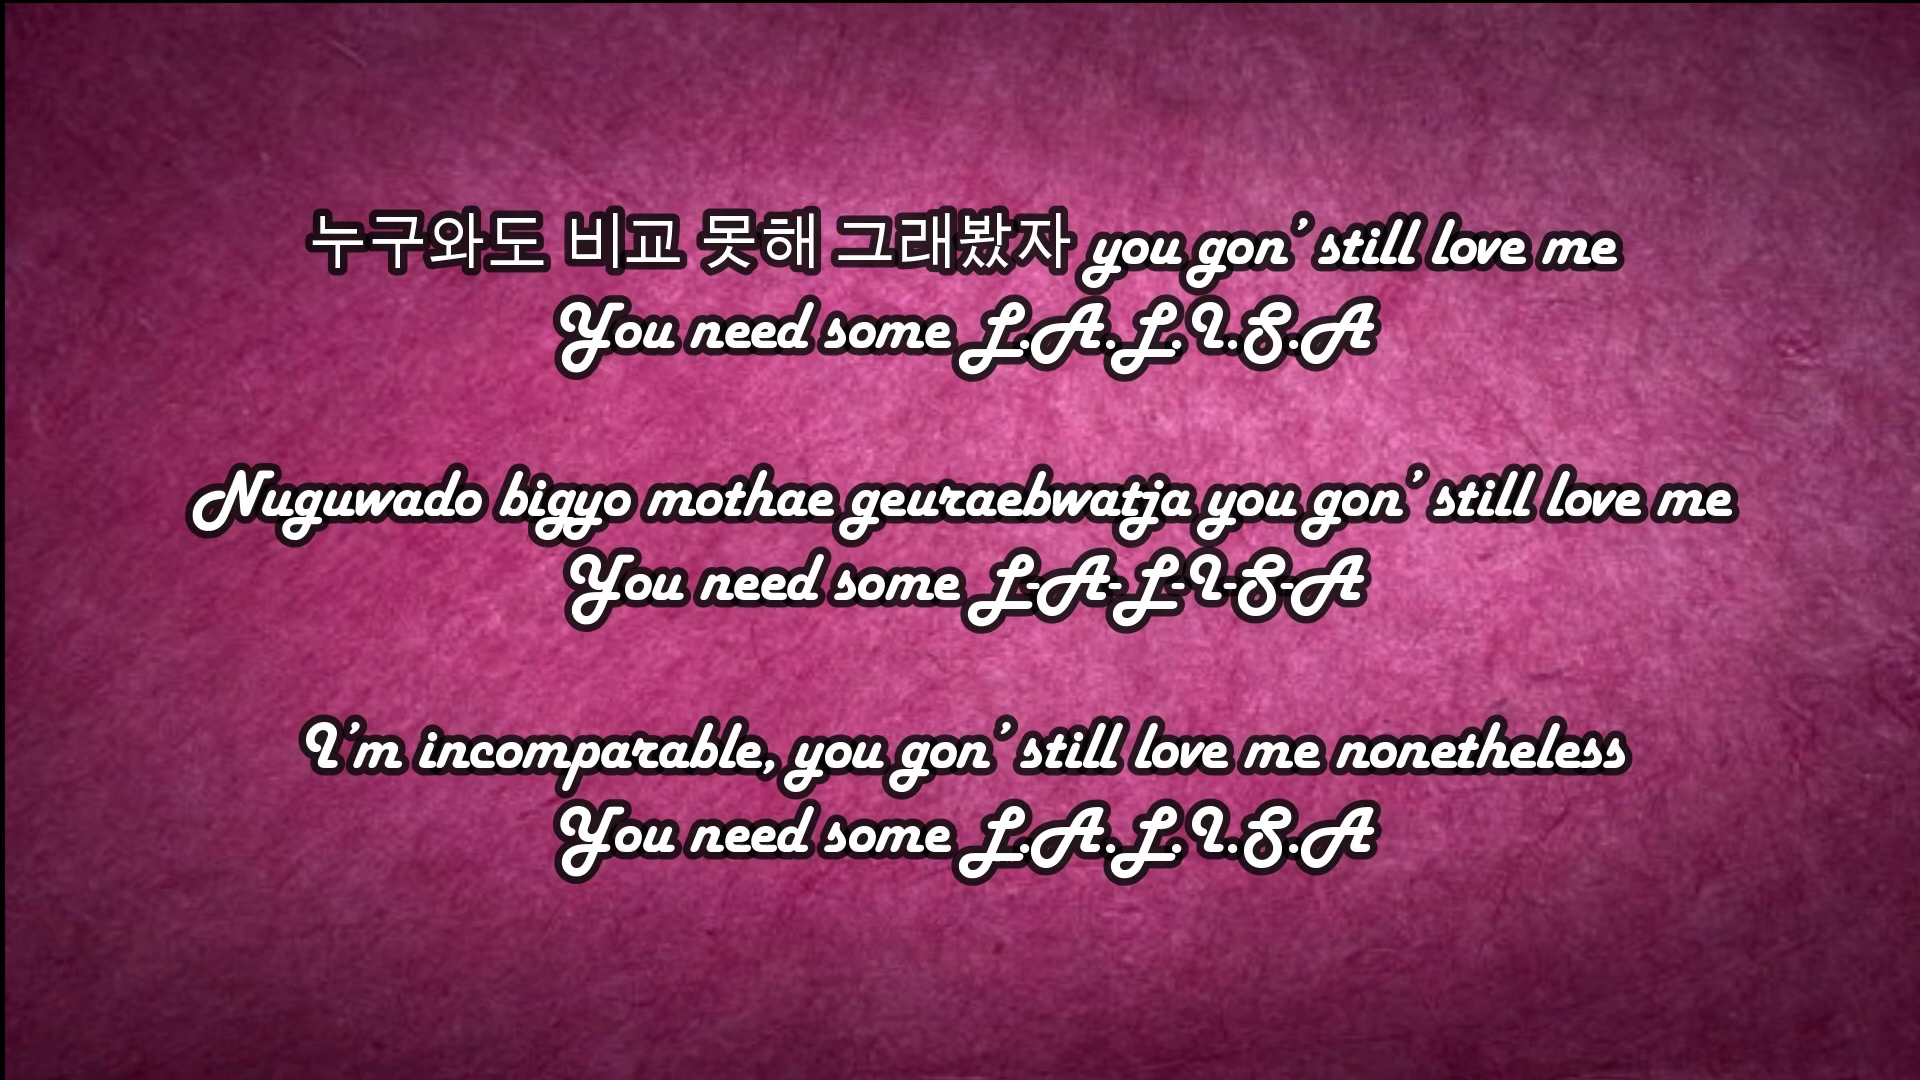 누구와도 비교 못해 그래봤자 you gon' still love me
You need some L.A.L.I.S.A
Nuguwado bigyo mothae geuraebwatja you gon' still love me
You need some L-A-L-I-S-A
I'm incomparable, you gon' still love me nonetheless
You need some L.A.L.I.S.A